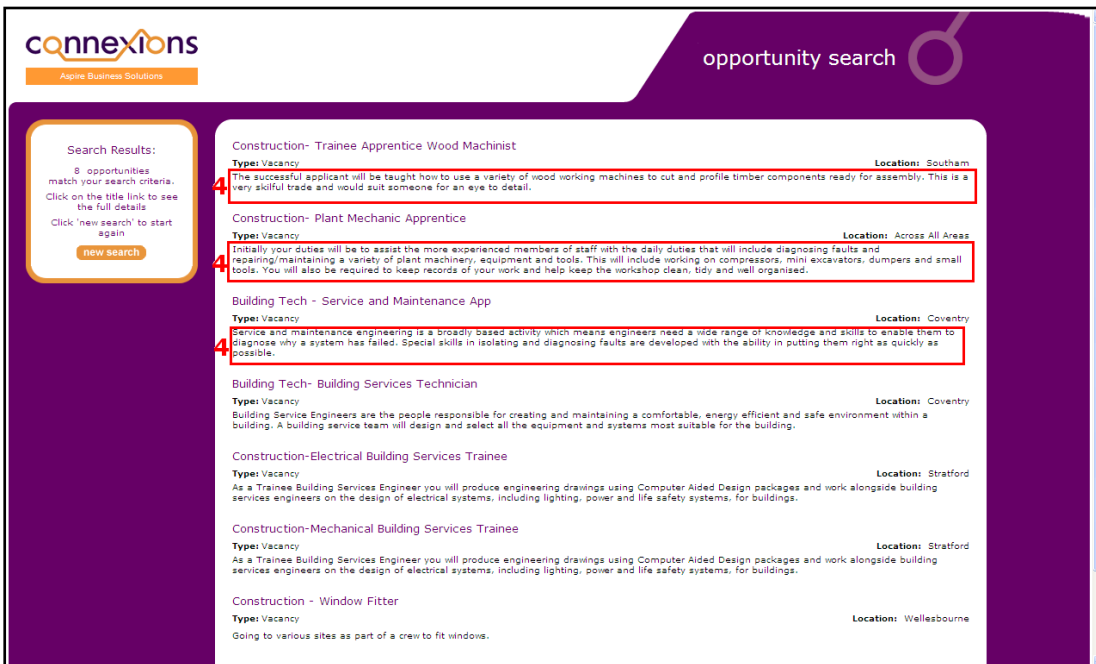 connexions
Aspire Business Solutions
opportunity search
Search Results:
8 opportunities
match your search criteria.
Click on the title link to see
the full details
Click 'new search' to start
again
new search
Construction- Trainee Apprentice Wood Machinist
Type: Vacancy Location: Southam
4 The successful applicant will be taught how to use a variety of wood working machines to cut and profile timber components ready for assembly. This is a
very skilful trade and would suit someone for an eye to detail.
Construction- Plant Mechanic Apprentice
Type: Vacancy Location: Across All Areas
4 Initially your duties will be to assist the more experienced members of staff with the daily duties that will include diagnosing faults and
repairing/maintaining a variety of plant machinery, equipment and tools. This will include working on compressors, mini excavators, dumpers and small
tools. You will also be required to keep records of your work and help keep the workshop clean, tidy and well organised.
Building Tech - Service and Maintenance App
Type: Vacancy Location: Coventry
4 Service and maintenance engineering is a broadly based activity which means engineers need a wide range of knowledge and skills to enable them to
diagnose why a system has failed. Special skills in isolating and diagnosing faults are developed with the ability in putting them right as quickly as
possible.
Building Tech- Building Services Technician
Type: Vacancy Location: Coventry
Building Service Engineers are the people responsible for creating and maintaining a comfortable, energy efficient and safe environment within a
building. A building service team will design and select all the equipment and systems most suitable for the building.
Construction-Electrical Building Services Trainee
Type: Vacancy Location: Stratford
As a Trainee Building Services Engineer you will produce engineering drawings using Computer Aided Design packages and work alongside building
services engineers on the design of electrical systems, including lighting, power and life safety systems, for buildings.
Construction-Mechanical Building Services Trainee
Type: Vacancy Location: Stratford
As a Trainee Building Services Engineer you will produce engineering drawings using Computer Aided Design packages and work alongside building
services engineers on the design of electrical systems, including lighting, power and life safety systems, for buildings.
Construction - Window Fitter
Type: Vacancy Location: Wellesbourne
Going to various sites as part of a crew to fit windows.